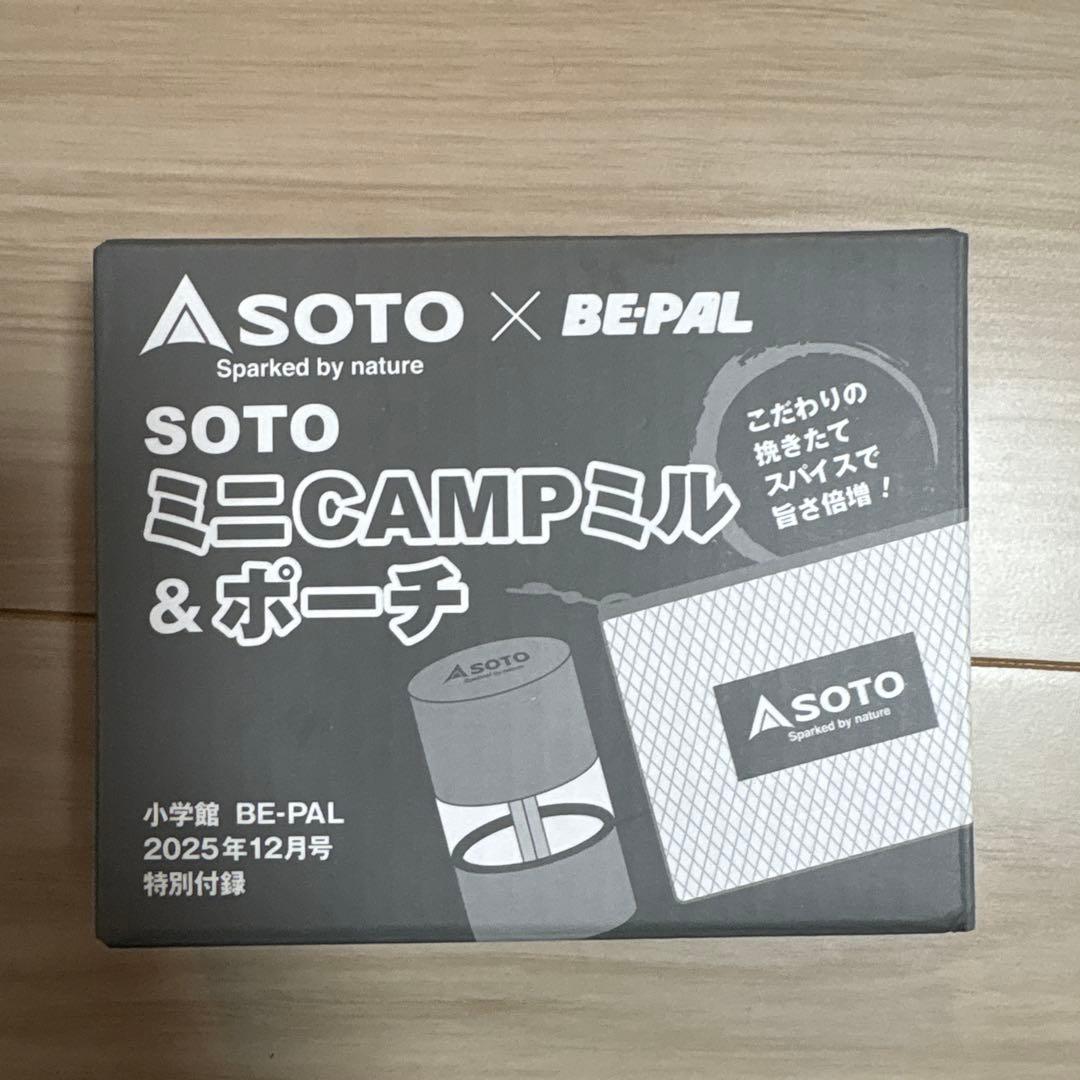 SOTO × BE-PAL
Sparked by nature
SOTO
ミニCAMPミル
&ポーチ
こだわりの
挽きたて
スパイスで
旨さ倍増！
SOTO
Sparked by nature
SOTO
Sparked by nature
小学館 BE-PAL
2025年12月号
特別付録